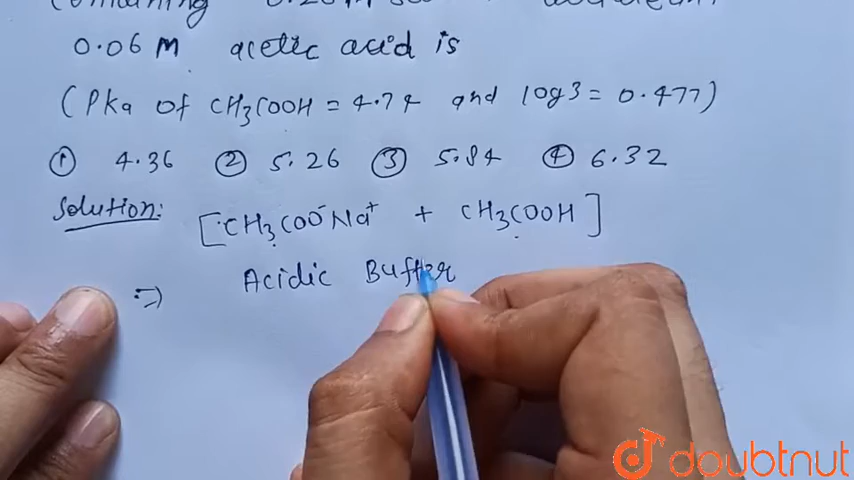 containing
0.06 M acetic acid is
(Pka of CH3COOH = 4.74 and log3 = 0.477)
① 4.36 ② 5.26 ③ 5.84 ④ 6.32
Solution: [CH3COO⁻Na⁺ + CH3COOH]
⇒ Acidic Buffer
doubtnut